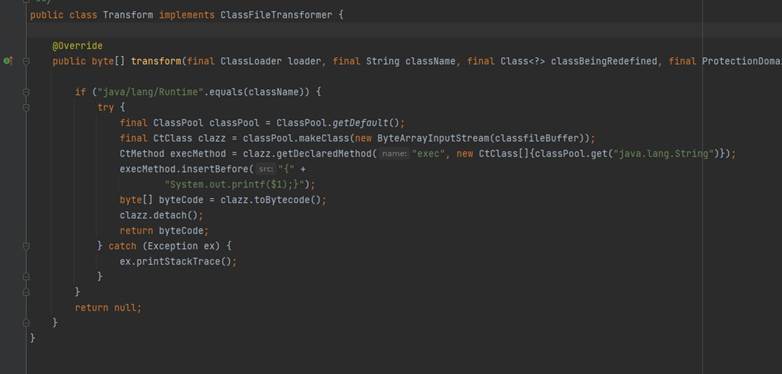 public class Transform implements ClassFileTransformer {
@Override
public byte[] transform(final ClassLoader loader, final String className, final Class<?> classBeingRedefined, final ProtectionDomai
if ("java/lang/Runtime".equals(className)) {
try {
final ClassPool classPool = ClassPool.getDefault();
final CtClass clazz = classPool.makeClass(new ByteArrayInputStream(classfileBuffer));
CtMethod execMethod = clazz.getDeclaredMethod( name: "exec", new CtClass[]{classPool.get("java.lang.String")});
execMethod.insertBefore( src: "{" +
"System.out.printf($1);}");
byte[] byteCode = clazz.toBytecode();
clazz.detach();
return byteCode;
} catch (Exception ex) {
ex.printStackTrace();
}
}
return null;
}
}